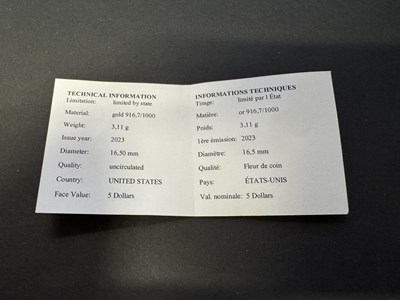 TECHNICAL INFORMATION
Limitation: limited by state
Material: gold 916,7/1000
Weight: 3,11 g
Issue year: 2023
Diameter: 16,50 mm
Quality: uncirculated
Country: UNITED STATES
Face Value: 5 Dollars
INFORMATIONS TECHNIQUES
Tirage: limité par l État
Matière: or 916,7/1000
Poids: 3,11 g
1ère émission: 2023
Diamètre: 16,5 mm
Qualité: Fleur de coin
Pays: ÉTATS-UNIS
Val. nominale: 5 Dollars